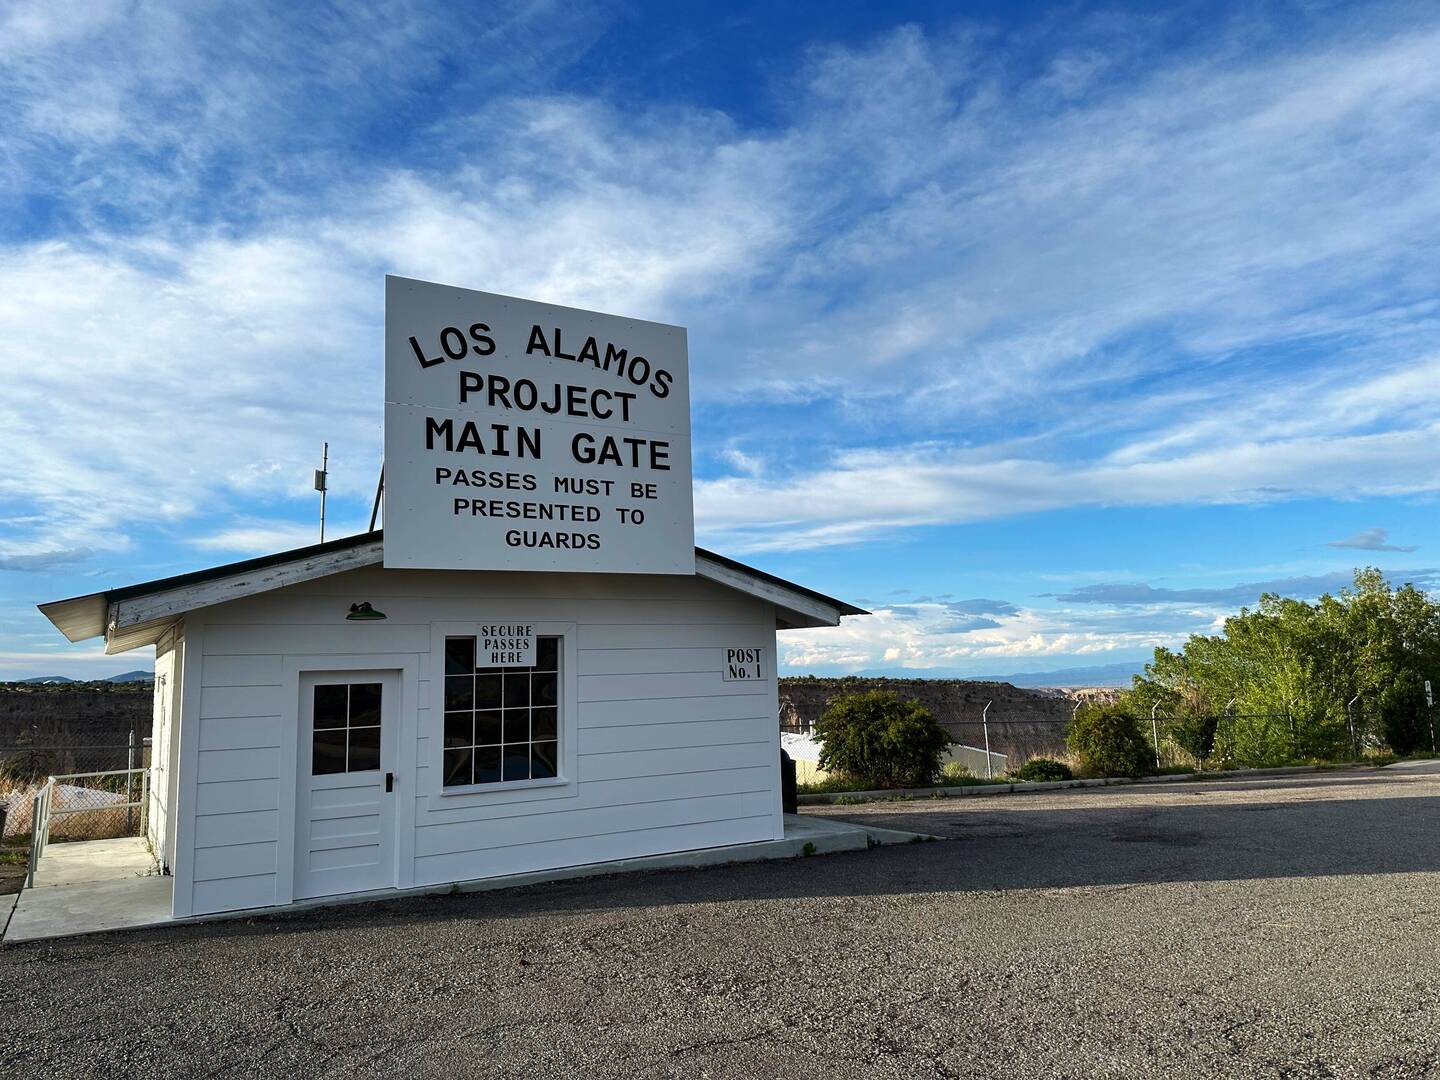 LOS ALAMOS
PROJECT
MAIN GATE
PASSES MUST BE
PRESENTED TO
GUARDS
SECURE
PASSES
HERE
POST
No. 1